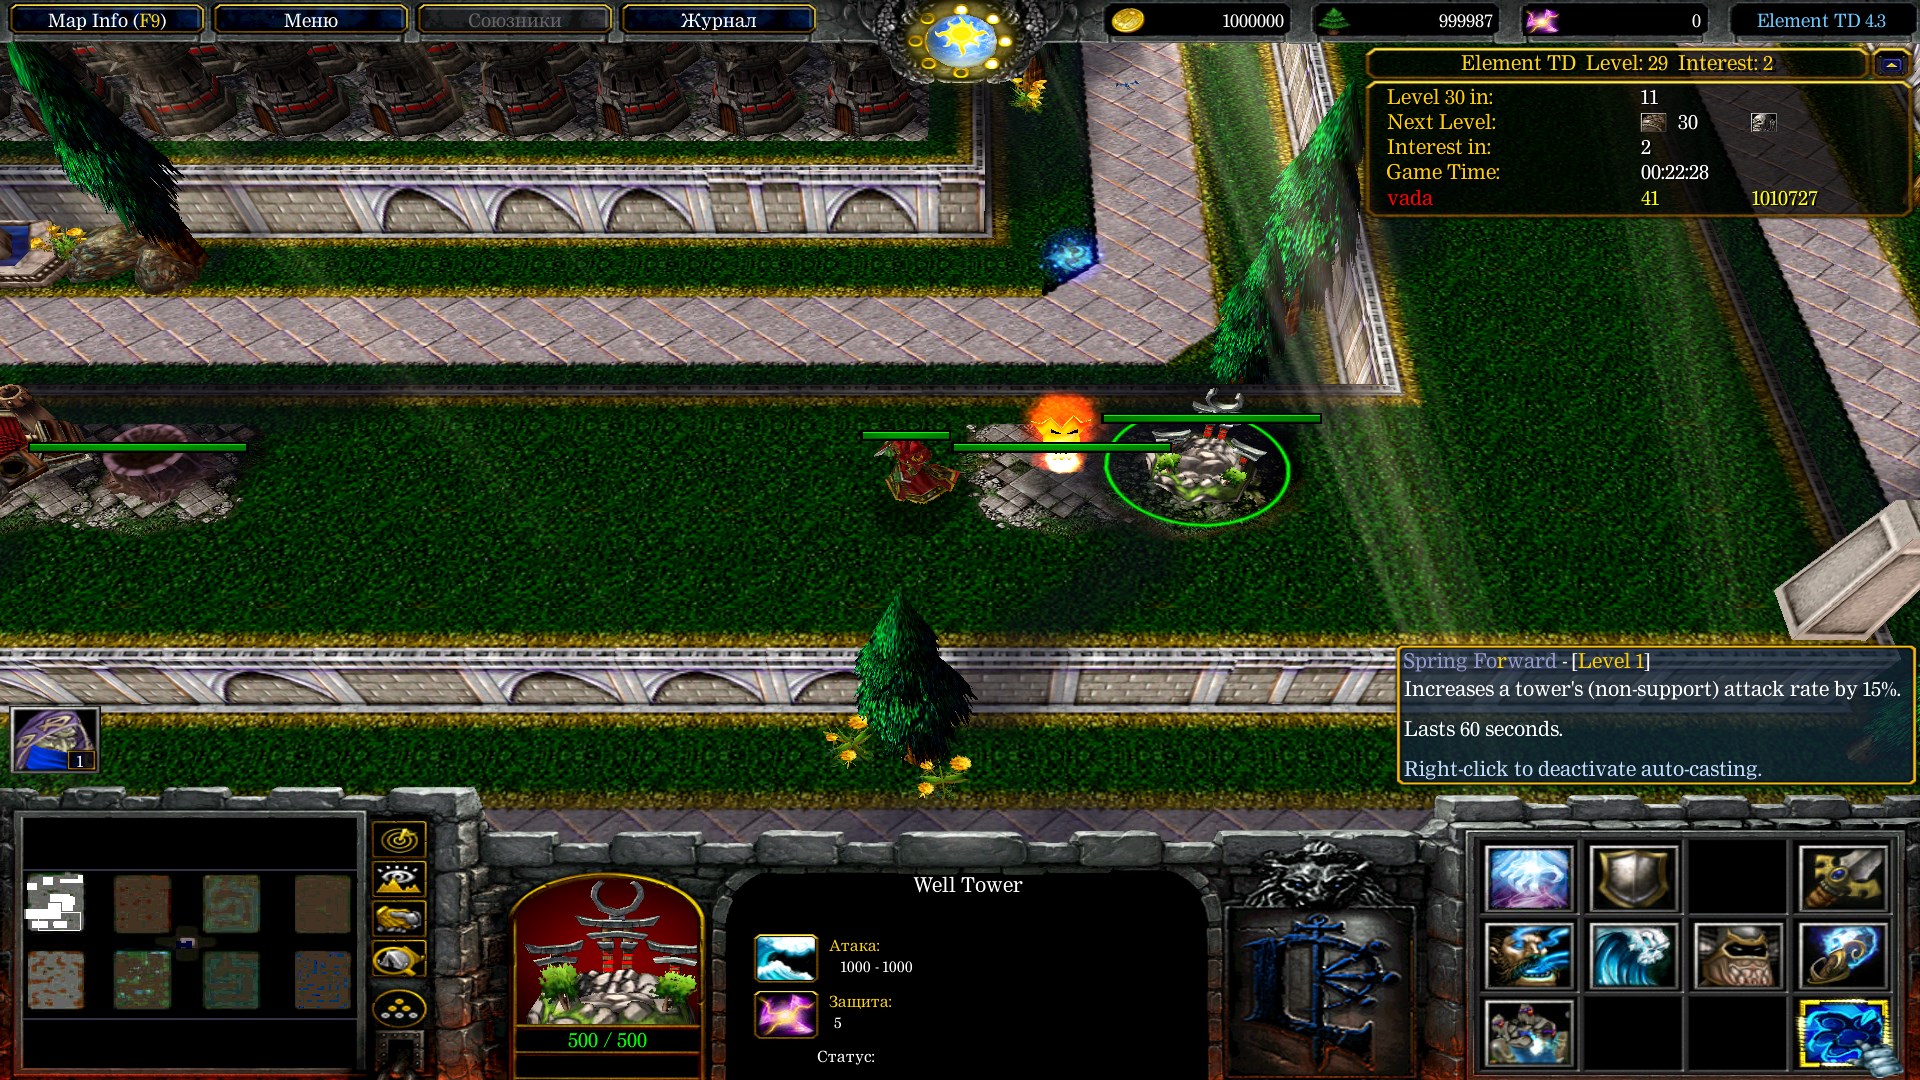 Map Info (F9)
Меню
Союзники
Журнал
1000000
999987
0
Element TD 4.3
Element TD Level: 29 Interest: 2
Level 30 in: 11
Next Level: 30
Interest in: 2
Game Time: 00:22:28
vada 41 1010727
Spring Forward - [Level 1]
Increases a tower's (non-support) attack rate by 15%.
Lasts 60 seconds.
Right-click to deactivate auto-casting.
1
Well Tower
Атака:
1000 - 1000
Защита:
5
Статус:
500 / 500